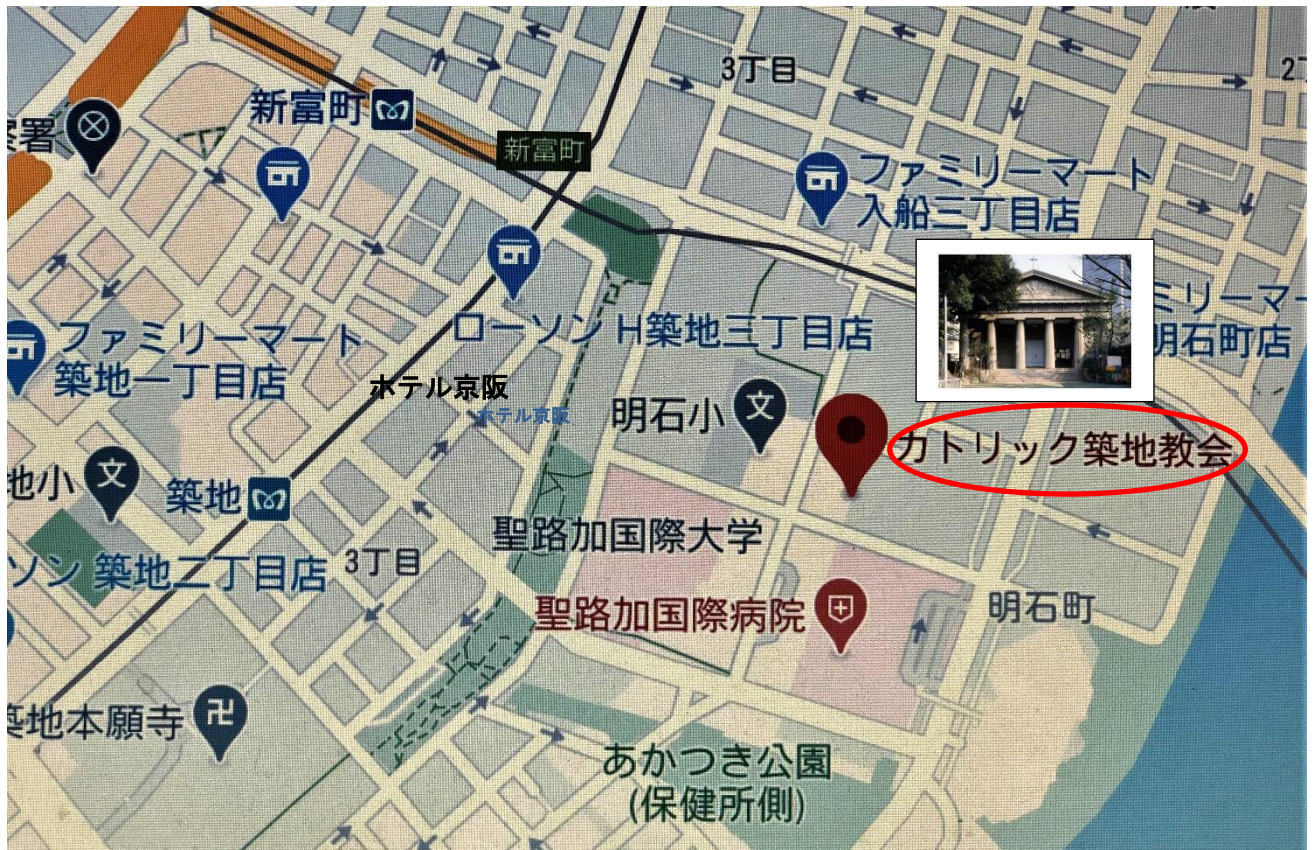 3丁目
新富町
署
新富町
ファミリーマート
入船三丁目店
ミリーマー
明石町店
ローソン H築地三丁目店
ファミリーマート
築地一丁目店
ホテル京阪
ホテル京阪
明石小
文
カトリック築地教会
地小
文
築地
聖路加国際大学
ソン 築地二丁目店
3丁目
聖路加国際病院
明石町
築地本願寺
あかつき公園
(保健所側)